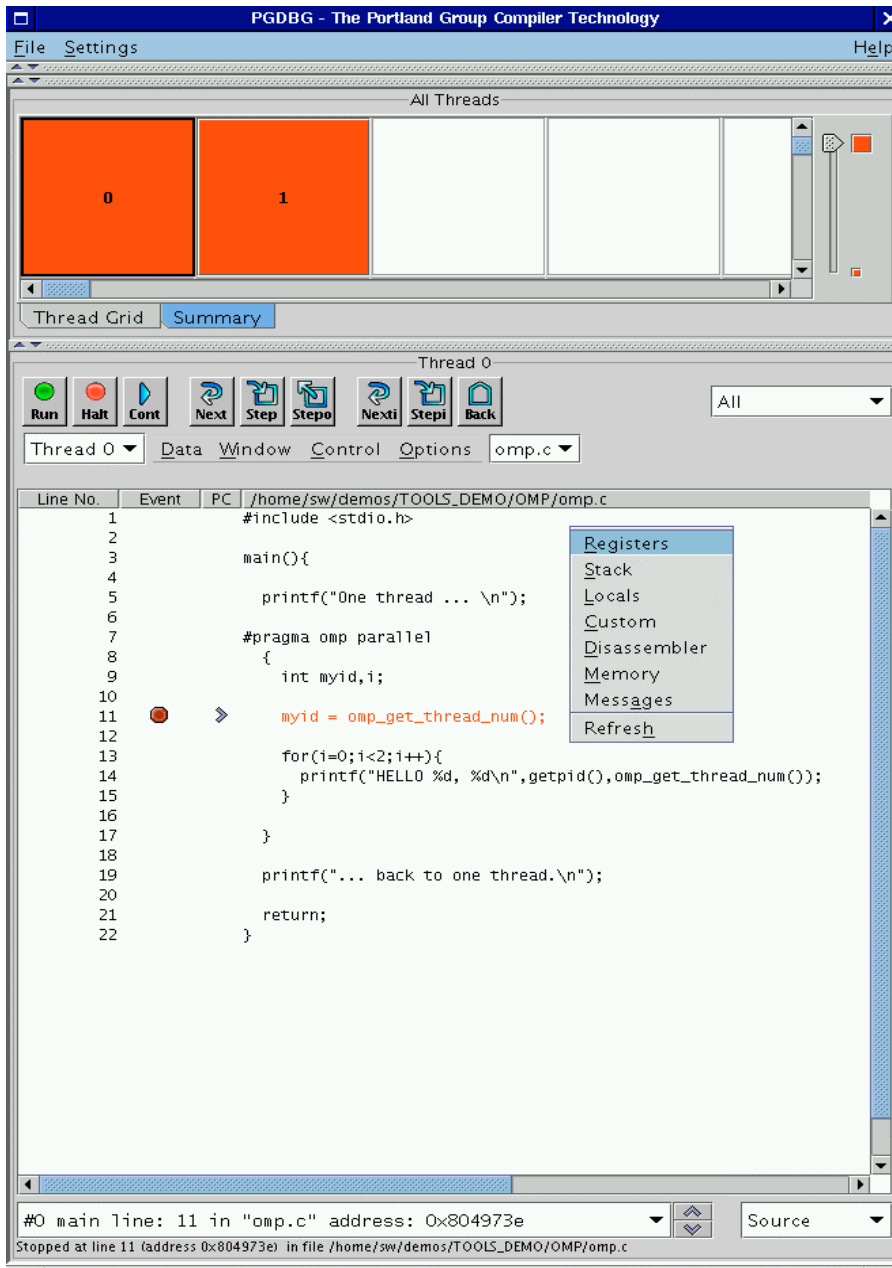 PGDBG - The Portland Group Compiler Technology
File Settings Help
All Threads
0 1
Thread Grid Summary
Thread 0
Run Halt Cont Next Step Stepo Nexti Stepi Back All
Thread 0 Data Window Control Options omp.c
Line No. Event PC /home/sw/demos/TOOLS_DEMO/OMP/omp.c
1 #include <stdio.h>
2
3 main(){
4
5 printf("One thread ... \n");
6
7 #pragma omp parallel
8 {
9 int myid,i;
10
11 myid = omp_get_thread_num();
12
13 for(i=0;i<2;i++){
14 printf("HELLO %d, %d\n",getpid(),omp_get_thread_num());
15 }
16
17 }
18
19 printf("... back to one thread.\n");
20
21 return;
22 }
Registers
Stack
Locals
Custom
Disassembler
Memory
Messages
Refresh
#0 main line: 11 in "omp.c" address: 0x804973e Source
Stopped at line 11 (address 0x804973e) in file /home/sw/demos/TOOLS_DEMO/OMP/omp.c